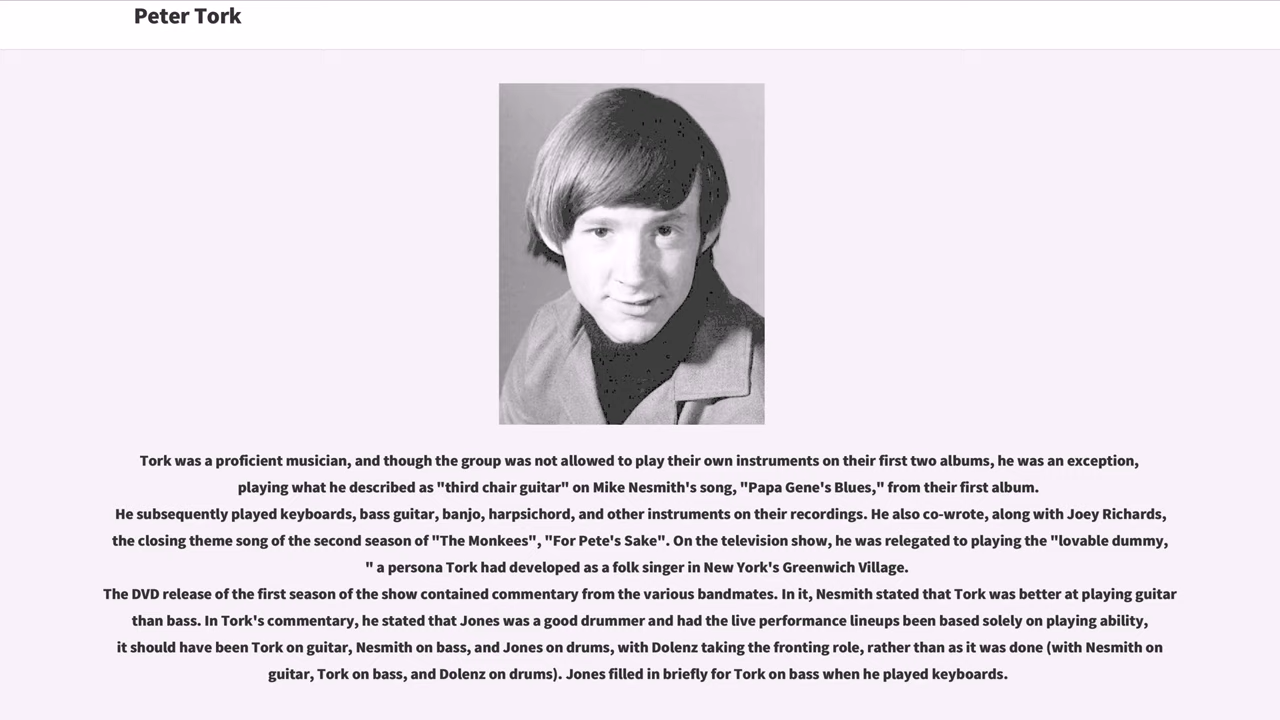 Peter Tork
Tork was a proficient musician, and though the group was not allowed to play their own instruments on their first two albums, he was an exception,
playing what he described as "third chair guitar" on Mike Nesmith's song, "Papa Gene's Blues," from their first album.
He subsequently played keyboards, bass guitar, banjo, harpsichord, and other instruments on their recordings. He also co-wrote, along with Joey Richards,
the closing theme song of the second season of "The Monkees", "For Pete's Sake". On the television show, he was relegated to playing the "lovable dummy,
" a persona Tork had developed as a folk singer in New York's Greenwich Village.
The DVD release of the first season of the show contained commentary from the various bandmates. In it, Nesmith stated that Tork was better at playing guitar
than bass. In Tork's commentary, he stated that Jones was a good drummer and had the live performance lineups been based solely on playing ability,
it should have been Tork on guitar, Nesmith on bass, and Jones on drums, with Dolenz taking the fronting role, rather than as it was done (with Nesmith on
guitar, Tork on bass, and Dolenz on drums). Jones filled in briefly for Tork on bass when he played keyboards.